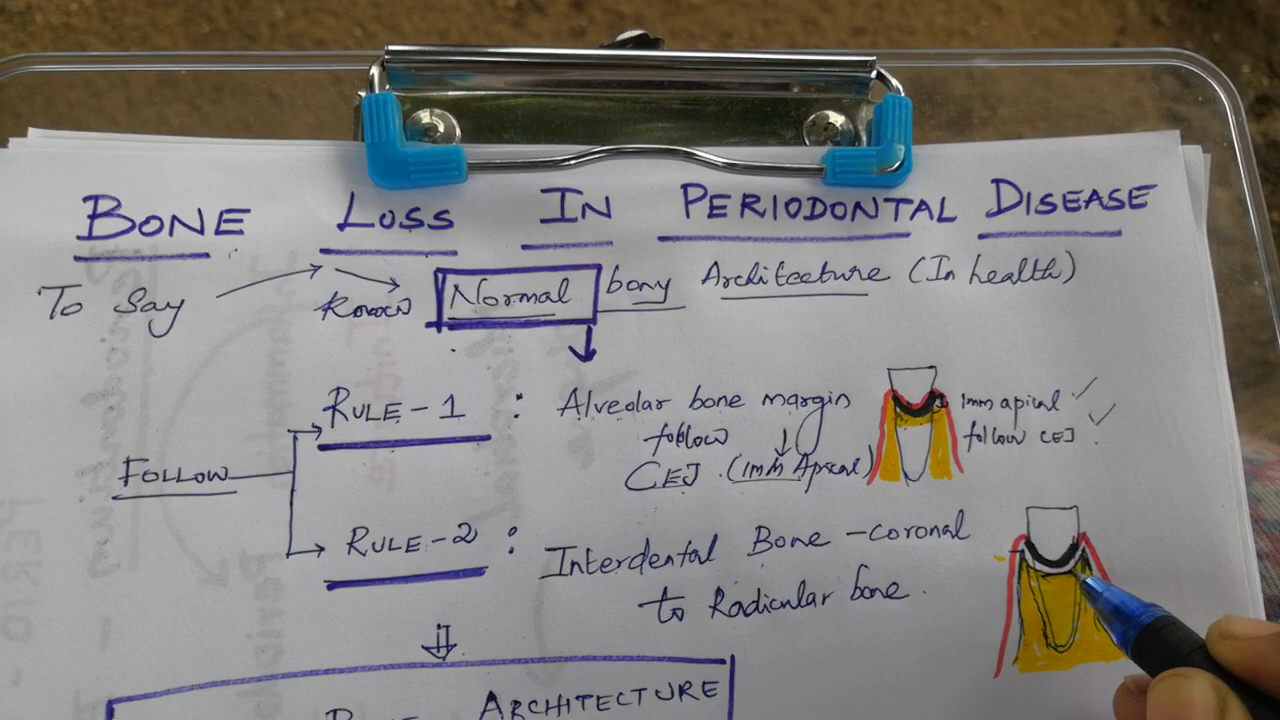 BONE LOSS IN PERIODONTAL DISEASE
To Say Know Normal bony Architecture (In health)
FOLLOW
RULE-1 : Alveolar bone margin
follow
CEJ (1mm Apical)
1mm apical
follow CEJ
RULE-2 : Interdental Bone - coronal
to Radicular bone.
ARCHITECTURE